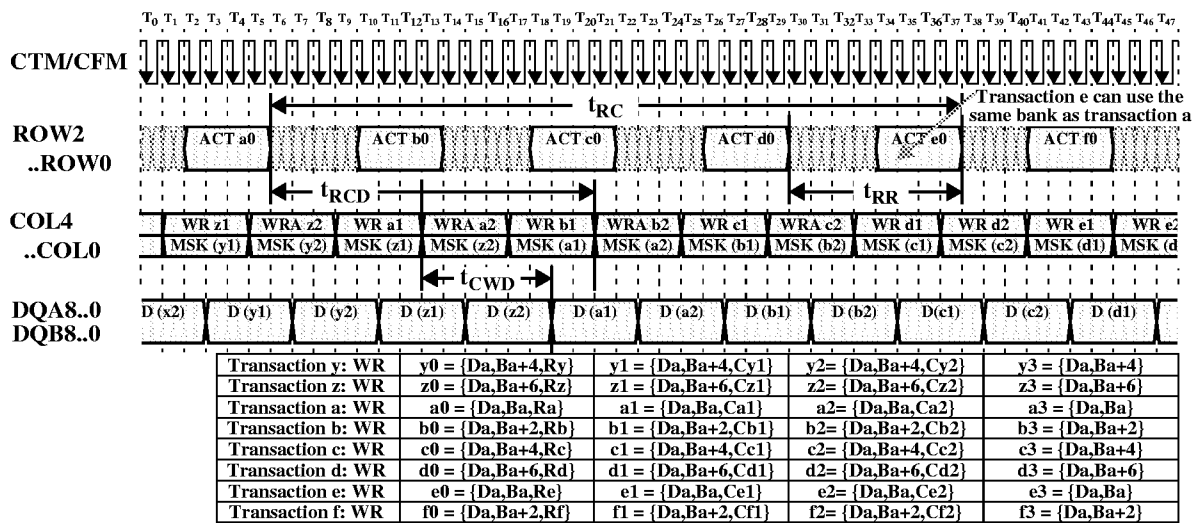 T0 T1 T2 T3 T4 T5 T6 T7 T8 T9 T10 T11 T12 T13 T14 T15 T16 T17 T18 T19 T20 T21 T22 T23 T24 T25 T26 T27 T28 T29 T30 T31 T32 T33 T34 T35 T36 T37 T38 T39 T40 T41 T42 T43 T44 T45 T46 T47
CTM/CFM
tRC
Transaction e can use the
same bank as transaction a
ROW2
..ROW0
ACT a0 ACT b0 ACT c0 ACT d0 ACT e0 ACT f0
tRCD tRR
COL4
..COL0
WR z1 WRA z2 WR a1 WRA a2 WR b1 WRA b2 WR c1 WRA c2 WR d1 WR d2 WR e1 WR e2
MSK (y1) MSK (y2) MSK (z1) MSK (z2) MSK (a1) MSK (a2) MSK (b1) MSK (b2) MSK (c1) MSK (c2) MSK (d1) MSK (d
tCWD
DQA8..0
DQB8..0
D (x2) D (y1) D (y2) D (z1) D (z2) D (a1) D (a2) D (b1) D (b2) D(c1) D (c2) D (d1)
Transaction y: WR y0 = {Da,Ba+4,Ry} y1 = {Da,Ba+4,Cy1} y2= {Da,Ba+4,Cy2} y3 = {Da,Ba+4}
Transaction z: WR z0 = {Da,Ba+6,Rz} z1 = {Da,Ba+6,Cz1} z2= {Da,Ba+6,Cz2} z3 = {Da,Ba+6}
Transaction a: WR a0 = {Da,Ba,Ra} a1 = {Da,Ba,Ca1} a2= {Da,Ba,Ca2} a3 = {Da,Ba}
Transaction b: WR b0 = {Da,Ba+2,Rb} b1 = {Da,Ba+2,Cb1} b2= {Da,Ba+2,Cb2} b3 = {Da,Ba+2}
Transaction c: WR c0 = {Da,Ba+4,Rc} c1 = {Da,Ba+4,Cc1} c2= {Da,Ba+4,Cc2} c3 = {Da,Ba+4}
Transaction d: WR d0 = {Da,Ba+6,Rd} d1 = {Da,Ba+6,Cd1} d2= {Da,Ba+6,Cd2} d3 = {Da,Ba+6}
Transaction e: WR e0 = {Da,Ba,Re} e1 = {Da,Ba,Ce1} e2= {Da,Ba,Ce2} e3 = {Da,Ba}
Transaction f: WR f0 = {Da,Ba+2,Rf} f1 = {Da,Ba+2,Cf1} f2= {Da,Ba+2,Cf2} f3 = {Da,Ba+2}